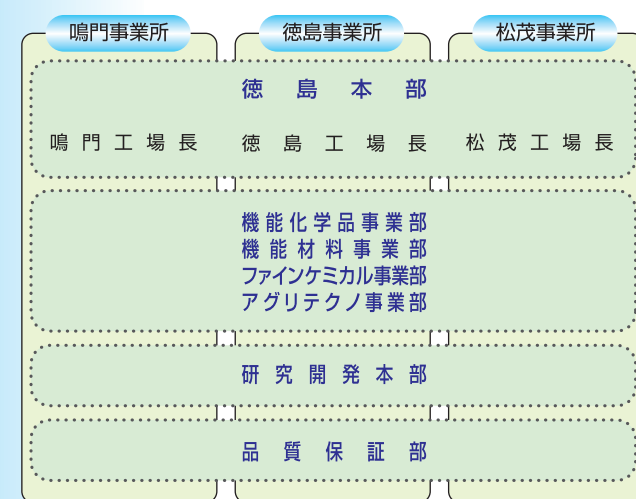 鳴門事業所 徳島事業所 松茂事業所
徳島本部
鳴門工場長 徳島工場長 松茂工場長
機能化学品事業部
機能材料事業部
ファインケミカル事業部
アグリテクノ事業部
研究開発本部
品質保証部